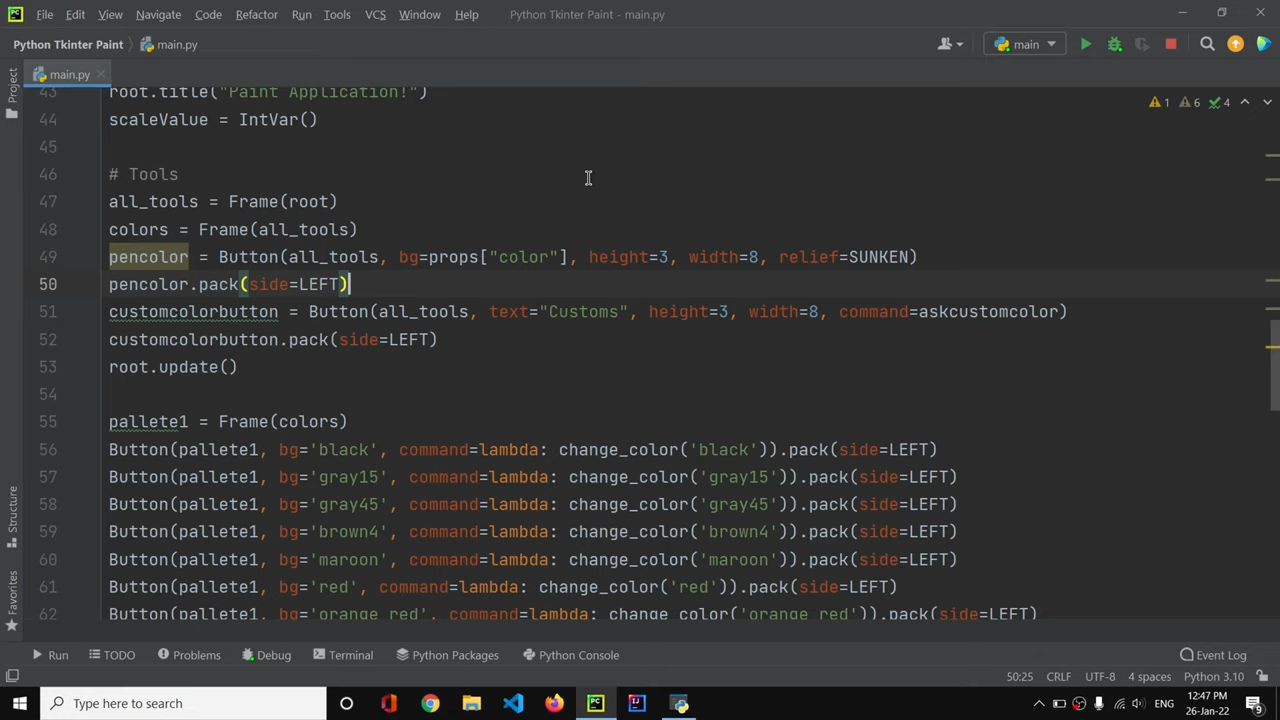 File Edit View Navigate Code Refactor Run Tools VCS Window Help Python Tkinter Paint - main.py
Python Tkinter Paint main.py main
Project
main.py
43 root.title("Paint Application!")
44 scaleValue = IntVar()
1 6 4
45
46 # Tools
47 all_tools = Frame(root)
48 colors = Frame(all_tools)
49 pencolor = Button(all_tools, bg=props["color"], height=3, width=8, relief=SUNKEN)
50 pencolor.pack(side=LEFT)
51 customcolorbutton = Button(all_tools, text="Customs", height=3, width=8, command=askcustomcolor)
52 customcolorbutton.pack(side=LEFT)
53 root.update()
54
55 pallete1 = Frame(colors)
56 Button(pallete1, bg='black', command=lambda: change_color('black')).pack(side=LEFT)
57 Button(pallete1, bg='gray15', command=lambda: change_color('gray15')).pack(side=LEFT)
58 Button(pallete1, bg='gray45', command=lambda: change_color('gray45')).pack(side=LEFT)
59 Button(pallete1, bg='brown4', command=lambda: change_color('brown4')).pack(side=LEFT)
60 Button(pallete1, bg='maroon', command=lambda: change_color('maroon')).pack(side=LEFT)
61 Button(pallete1, bg='red', command=lambda: change_color('red')).pack(side=LEFT)
62 Button(pallete1, bg='orange red', command=lambda: change_color('orange red')).pack(side=LEFT)
Structure
Favorites
Run TODO Problems Debug Terminal Python Packages Python Console Event Log
50:25 CRLF UTF-8 4 spaces Python 3.10
Type here to search
ENG
12:47 PM
26-Jan-22
9